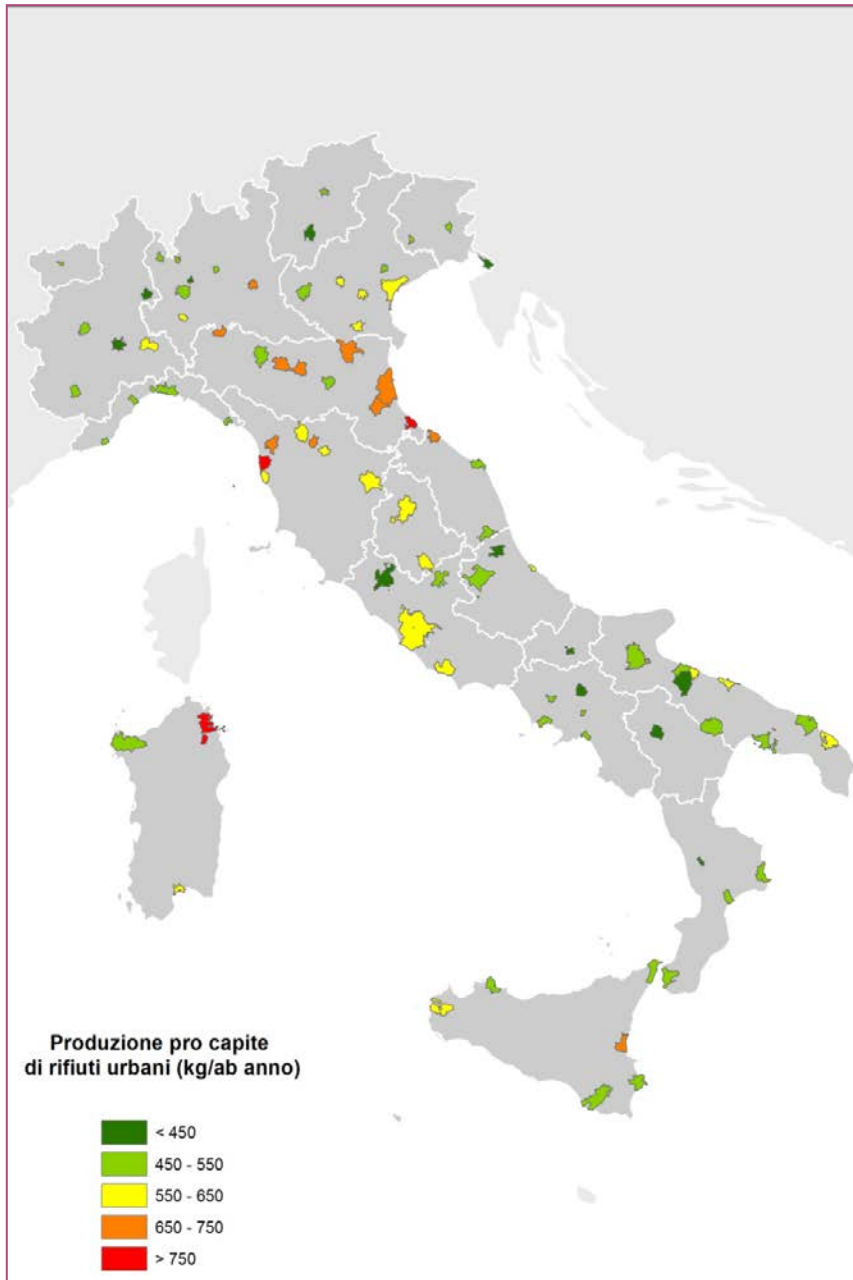 Produzione pro capite
di rifiuti urbani (kg/ab anno)
< 450
450 - 550
550 - 650
650 - 750
> 750